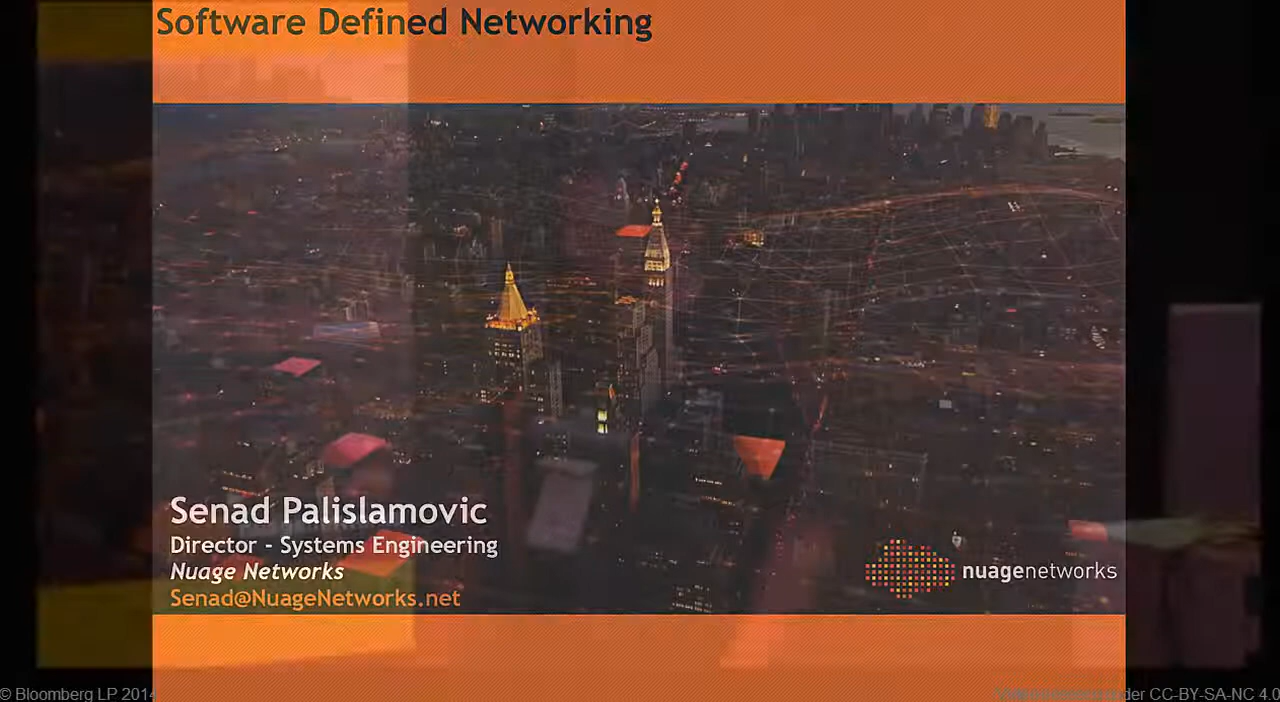 Software Defined Networking
Senad Palislamovic
Director - Systems Engineering
Nuage Networks
Senad@NuageNetworks.net
nuagenetworks
© Bloomberg LP 2014
under CC-BY-SA-NC 4.0